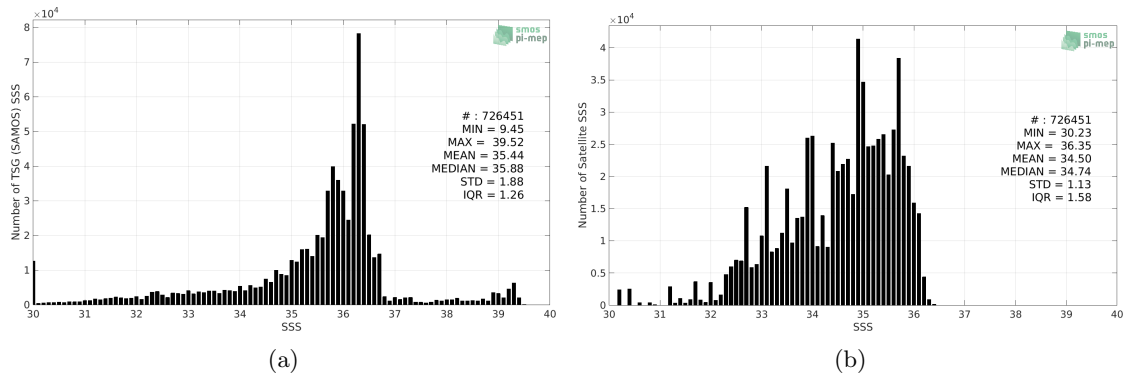 ×10⁴
8
7
6
5
4
3
2
1
0
30 31 32 33 34 35 36 37 38 39 40
SSS
Number of TSG (SAMOS) SSS
smos
pi-mep
# : 726451
MIN = 9.45
MAX = 39.52
MEAN = 35.44
MEDIAN = 35.88
STD = 1.88
IQR = 1.26
(a)
×10⁴
4
3.5
3
2.5
2
1.5
1
0.5
0
30 31 32 33 34 35 36 37 38 39 40
SSS
Number of Satellite SSS
smos
pi-mep
# : 726451
MIN = 30.23
MAX = 36.35
MEAN = 34.50
MEDIAN = 34.74
STD = 1.13
IQR = 1.58
(b)